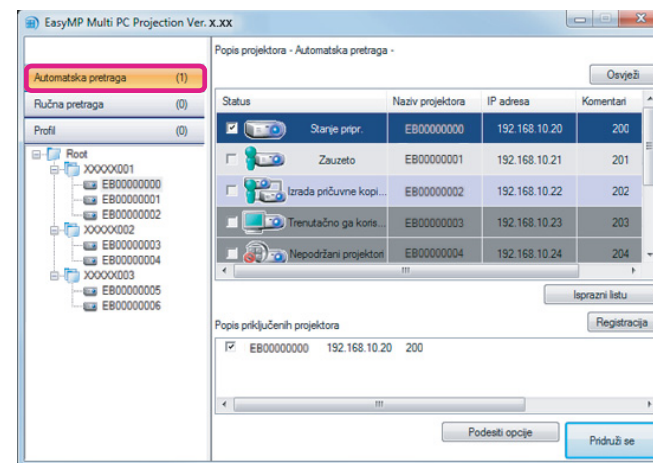 EasyMP Multi PC Projection Ver. x.xx
Popis projektora - Automatska pretraga -
Automatska pretraga (1)
Osvježi
Ručna pretraga (0)
Profil (0)
Root
XXXXX001
EB00000000
EB00000001
EB00000002
XXXXX002
EB00000003
EB00000004
XXXXX003
EB00000005
EB00000006
Status Naziv projektora IP adresa Komentari
Stanje pripr. EB00000000 192.168.10.20 200
Zauzeto EB00000001 192.168.10.21 201
Izrada pričuvne kopi... EB00000002 192.168.10.22 202
Trenutačno ga koris... EB00000003 192.168.10.23 203
Nepodržani projektori EB00000004 192.168.10.24 204
Isprazni listu
Popis priključenih projektora
Registracija
EB00000000 192.168.10.20 200
Podesiti opcije
Pridruži se